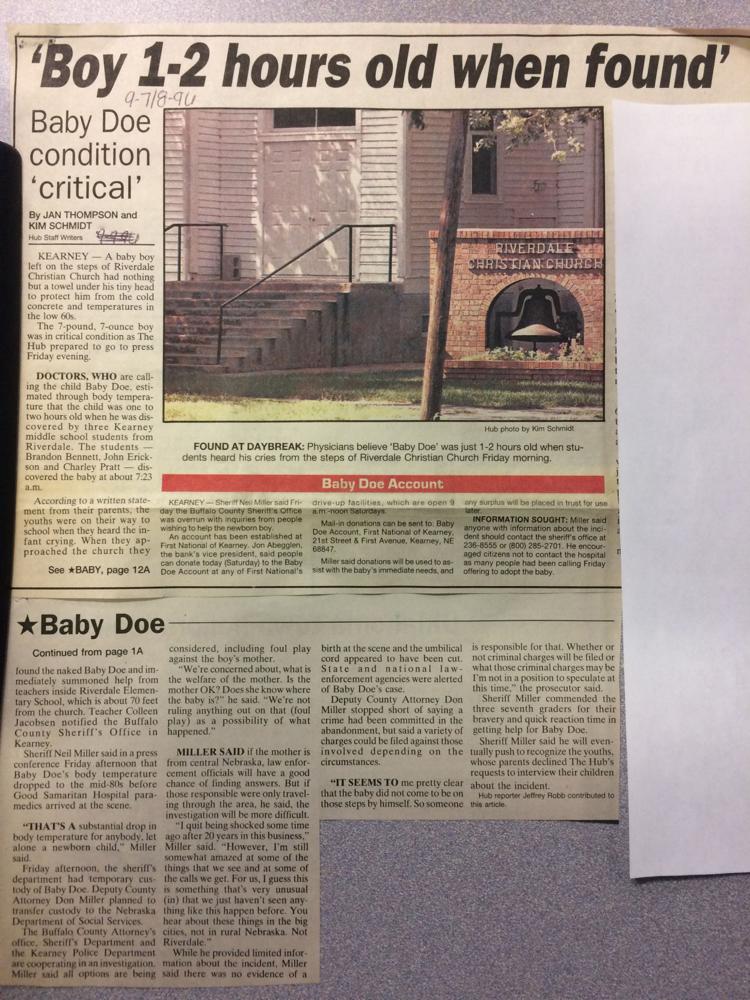 'Boy 1-2 hours old when found'
9-7/8-96
Baby Doe
condition
'critical'
By JAN THOMPSON and
KIM SCHMIDT
Hub Staff Writers
KEARNEY — A baby boy
left on the steps of Riverdale
Christian Church had nothing
but a towel under his tiny head
to protect him from the cold
concrete and temperatures in
the low 60s.
The 7-pound, 7-ounce boy
was in critical condition as The
Hub prepared to go to press
Friday evening.
DOCTORS, WHO are call-
ing the child Baby Doe, esti-
mated through body tempera-
ture that the child was one to
two hours old when he was dis-
covered by three Kearney
middle school students from
Riverdale. The students —
Brandon Bennett, John Erick-
son and Charley Pratt — dis-
covered the baby at about 7:23
a.m.
According to a written state-
ment from their parents, the
youths were on their way to
school when they heard the in-
fant crying. When they ap-
proached the church they
See ★BABY, page 12A
RIVERDALE
CHRISTIAN CHURCH
Hub photo by Kim Schmidt
FOUND AT DAYBREAK: Physicians believe 'Baby Doe' was just 1-2 hours old when stu-
dents heard his cries from the steps of Riverdale Christian Church Friday morning.
Baby Doe Account
KEARNEY — Sheriff Neil Miller said Fri-
day the Buffalo County Sheriff's Office
was overrun with inquiries from people
wishing to help the newborn boy.
An account has been established at
First National of Kearney. Jon Abegglen,
the bank's vice president, said people
can donate today (Saturday) to the Baby
Doe Account at any of First National's
drive-up facilities, which are open 9
a.m.-noon Saturdays.
Mail-in donations can be sent to: Baby
Doe Account, First National of Kearney,
21st Street & First Avenue, Kearney, NE
68847.
Miller said donations will be used to as-
sist with the baby's immediate needs, and
any surplus will be placed in trust for use
later.
INFORMATION SOUGHT: Miller said
anyone with information about the inci-
dent should contact the sheriff's office at
236-8555 or (800) 285-2701. He encour-
aged citizens not to contact the hospital
as many people had been calling Friday
offering to adopt the baby.
★Baby Doe
Continued from page 1A
found the naked Baby Doe and im-
mediately summoned help from
teachers inside Riverdale Elemen-
tary School, which is about 70 feet
from the church. Teacher Colleen
Jacobsen notified the Buffalo
County Sheriff's Office in
Kearney.
Sheriff Neil Miller said in a press
conference Friday afternoon that
Baby Doe's body temperature
dropped to the mid-80s before
Good Samaritan Hospital para-
medics arrived at the scene.
"THAT'S A substantial drop in
body temperature for anybody, let
alone a newborn child," Miller
said.
Friday afternoon, the sheriff's
department had temporary cus-
tody of Baby Doe. Deputy County
Attorney Don Miller planned to
transfer custody to the Nebraska
Department of Social Services.
The Buffalo County Attorney's
office, Sheriff's Department and
the Kearney Police Department
are cooperating in an investigation.
Miller said all options are being
considered, including foul play
against the boy's mother.
"We're concerned about, what is
the welfare of the mother. Is the
mother OK? Does she know where
the baby is?" he said. "We're not
ruling anything out on that (foul
play) as a possibility of what
happened."
MILLER SAID if the mother is
from central Nebraska, law enfor-
cement officials will have a good
chance of finding answers. But if
those responsible were only travel-
ing through the area, he said, the
investigation will be more difficult.
"I quit being shocked some time
ago after 20 years in this business,"
Miller said. "However, I'm still
somewhat amazed at some of the
things that we see and at some of
the calls we get. For us, I guess this
is something that's very unusual
(in) that we just haven't seen any-
thing like this happen before. You
hear about these things in the big
cities, not in rural Nebraska. Not
Riverdale."
While he provided limited infor-
mation about the incident, Miller
said there was no evidence of a
birth at the scene and the umbilical
cord appeared to have been cut.
State and national law-
enforcement agencies were alerted
of Baby Doe's case.
Deputy County Attorney Don
Miller stopped short of saying a
crime had been committed in the
abandonment, but said a variety of
charges could be filed against those
involved depending on the
circumstances.
"IT SEEMS TO me pretty clear
that the baby did not come to be on
those steps by himself. So someone
is responsible for that. Whether or
not criminal charges will be filed or
what those criminal charges may be
I'm not in a position to speculate at
this time," the prosecutor said.
Sheriff Miller commended the
three seventh graders for their
bravery and quick reaction time in
getting help for Baby Doe.
Sheriff Miller said he will even-
tually push to recognize the youths,
whose parents declined The Hub's
requests to interview their children
about the incident.
Hub reporter Jeffrey Robb contributed to
this article.